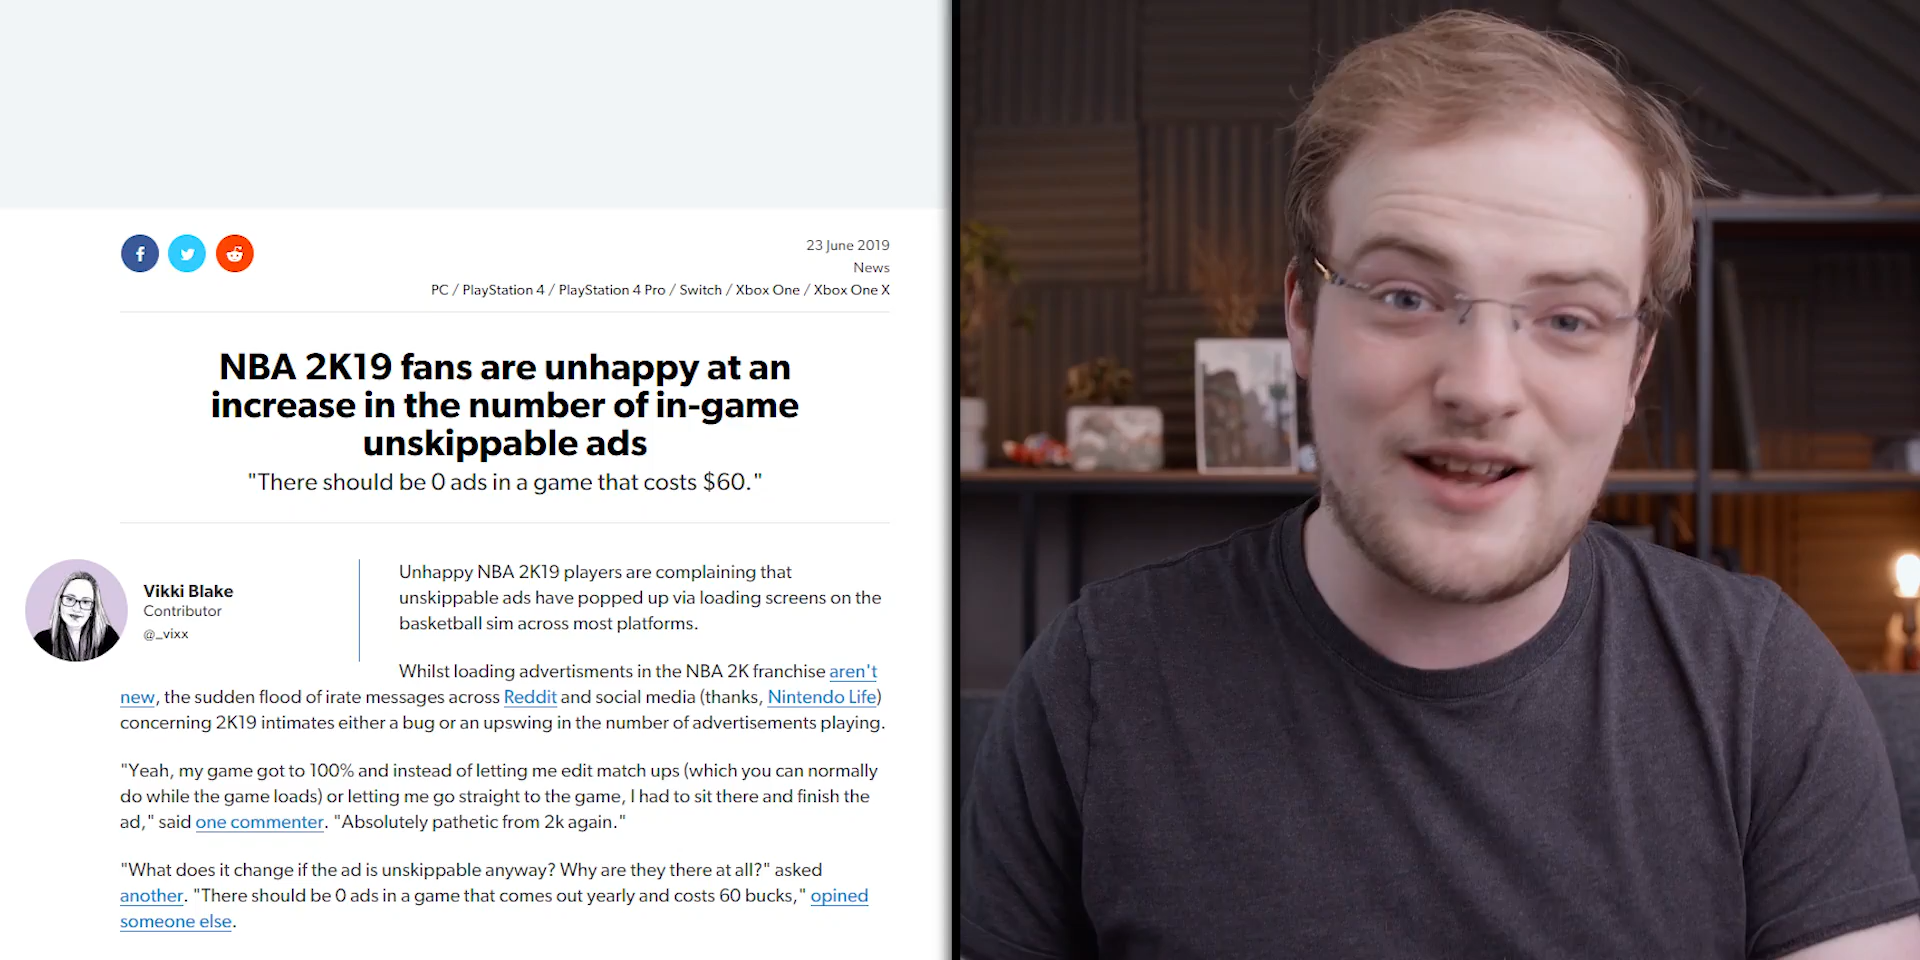 23 June 2019
News
PC / PlayStation 4 / PlayStation 4 Pro / Switch / Xbox One / Xbox One X
NBA 2K19 fans are unhappy at an
increase in the number of in-game
unskippable ads
"There should be 0 ads in a game that costs $60."
Vikki Blake
Contributor
@_vixx
Unhappy NBA 2K19 players are complaining that
unskippable ads have popped up via loading screens on the
basketball sim across most platforms.
Whilst loading advertisments in the NBA 2K franchise aren't
new, the sudden flood of irate messages across Reddit and social media (thanks, Nintendo Life)
concerning 2K19 intimates either a bug or an upswing in the number of advertisements playing.
"Yeah, my game got to 100% and instead of letting me edit match ups (which you can normally
do while the game loads) or letting me go straight to the game, I had to sit there and finish the
ad," said one commenter. "Absolutely pathetic from 2k again."
"What does it change if the ad is unskippable anyway? Why are they there at all?" asked
another. "There should be 0 ads in a game that comes out yearly and costs 60 bucks," opined
someone else.